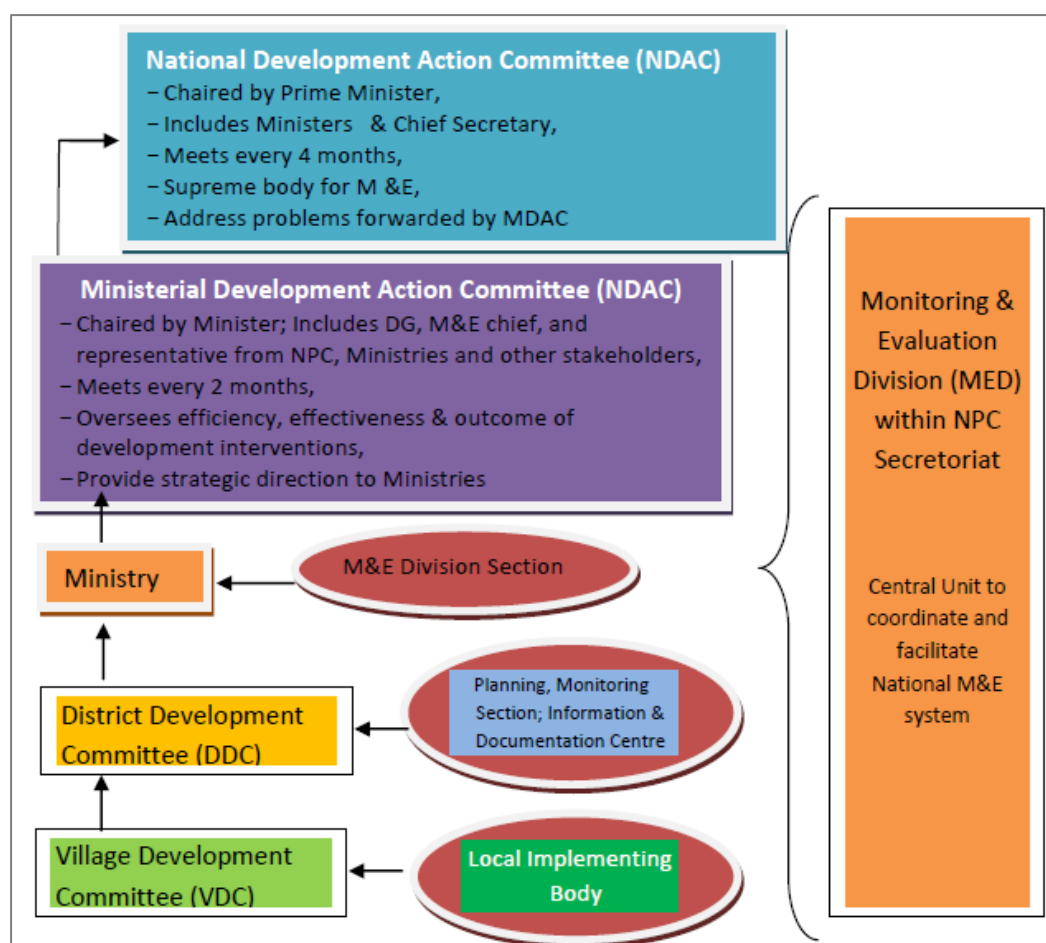 National Development Action Committee (NDAC)
− Chaired by Prime Minister,
− Includes Ministers & Chief Secretary,
− Meets every 4 months,
− Supreme body for M &E,
− Address problems forwarded by MDAC
Ministerial Development Action Committee (NDAC)
− Chaired by Minister; Includes DG, M&E chief, and
representative from NPC, Ministries and other stakeholders,
− Meets every 2 months,
− Oversees efficiency, effectiveness & outcome of
development interventions,
− Provide strategic direction to Ministries
Ministry
M&E Division Section
District Development
Committee (DDC)
Planning, Monitoring
Section; Information &
Documentation Centre
Village Development
Committee (VDC)
Local Implementing
Body
Monitoring &
Evaluation
Division (MED)
within NPC
Secretoriat
Central Unit to
coordinate and
facilitate
National M&E
system